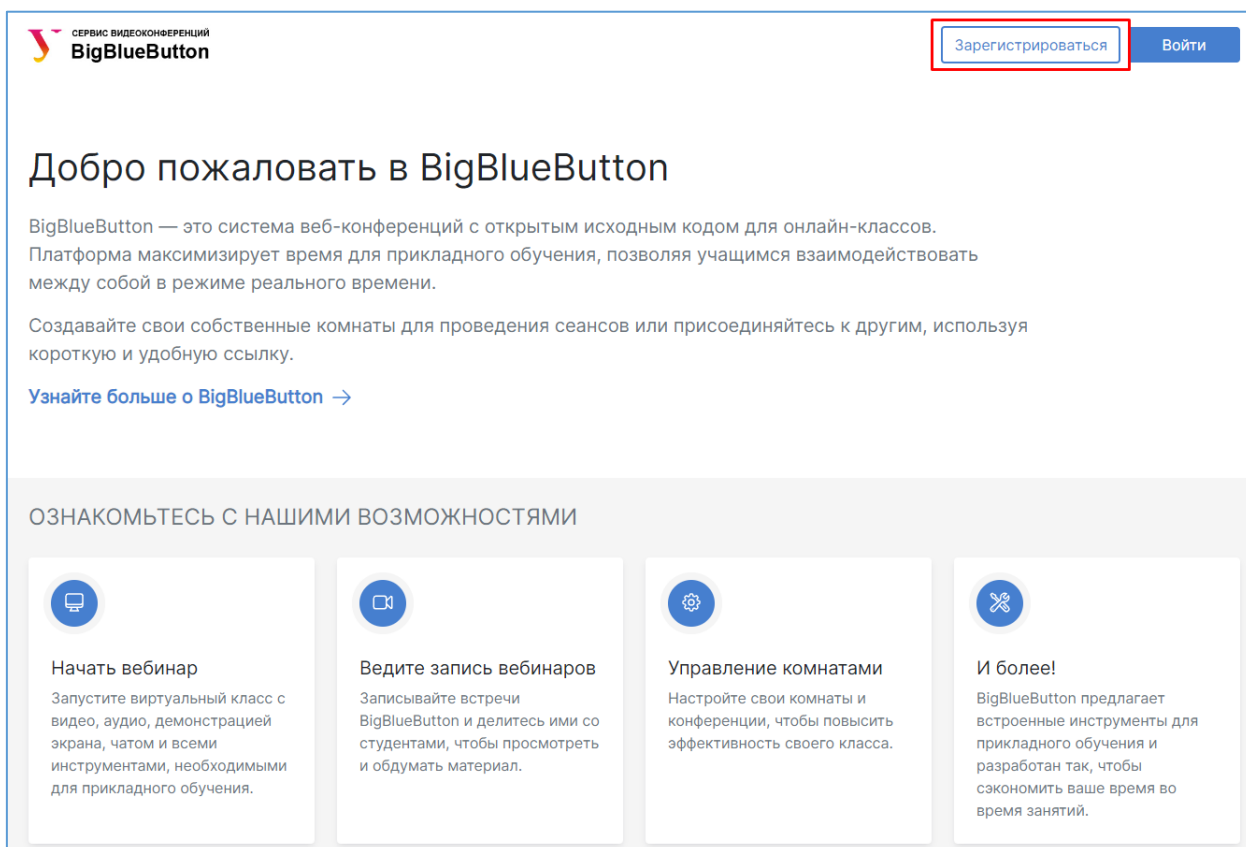 СЕРВИС ВИДЕОКОНФЕРЕНЦИЙ
BigBlueButton
Зарегистрироваться
Войти
Добро пожаловать в BigBlueButton
BigBlueButton — это система веб-конференций с открытым исходным кодом для онлайн-классов.
Платформа максимизирует время для прикладного обучения, позволяя учащимся взаимодействовать
между собой в режиме реального времени.
Создавайте свои собственные комнаты для проведения сеансов или присоединяйтесь к другим, используя
короткую и удобную ссылку.
Узнайте больше о BigBlueButton →
ОЗНАКОМЬТЕСЬ С НАШИМИ ВОЗМОЖНОСТЯМИ
Начать вебинар
Запустите виртуальный класс с
видео, аудио, демонстрацией
экрана, чатом и всеми
инструментами, необходимыми
для прикладного обучения.
Ведите запись вебинаров
Записывайте встречи
BigBlueButton и делитесь ими со
студентами, чтобы просмотреть
и обдумать материал.
Управление комнатами
Настройте свои комнаты и
конференции, чтобы повысить
эффективность своего класса.
И более!
BigBlueButton предлагает
встроенные инструменты для
прикладного обучения и
разработан так, чтобы
сэкономить ваше время во
время занятий.